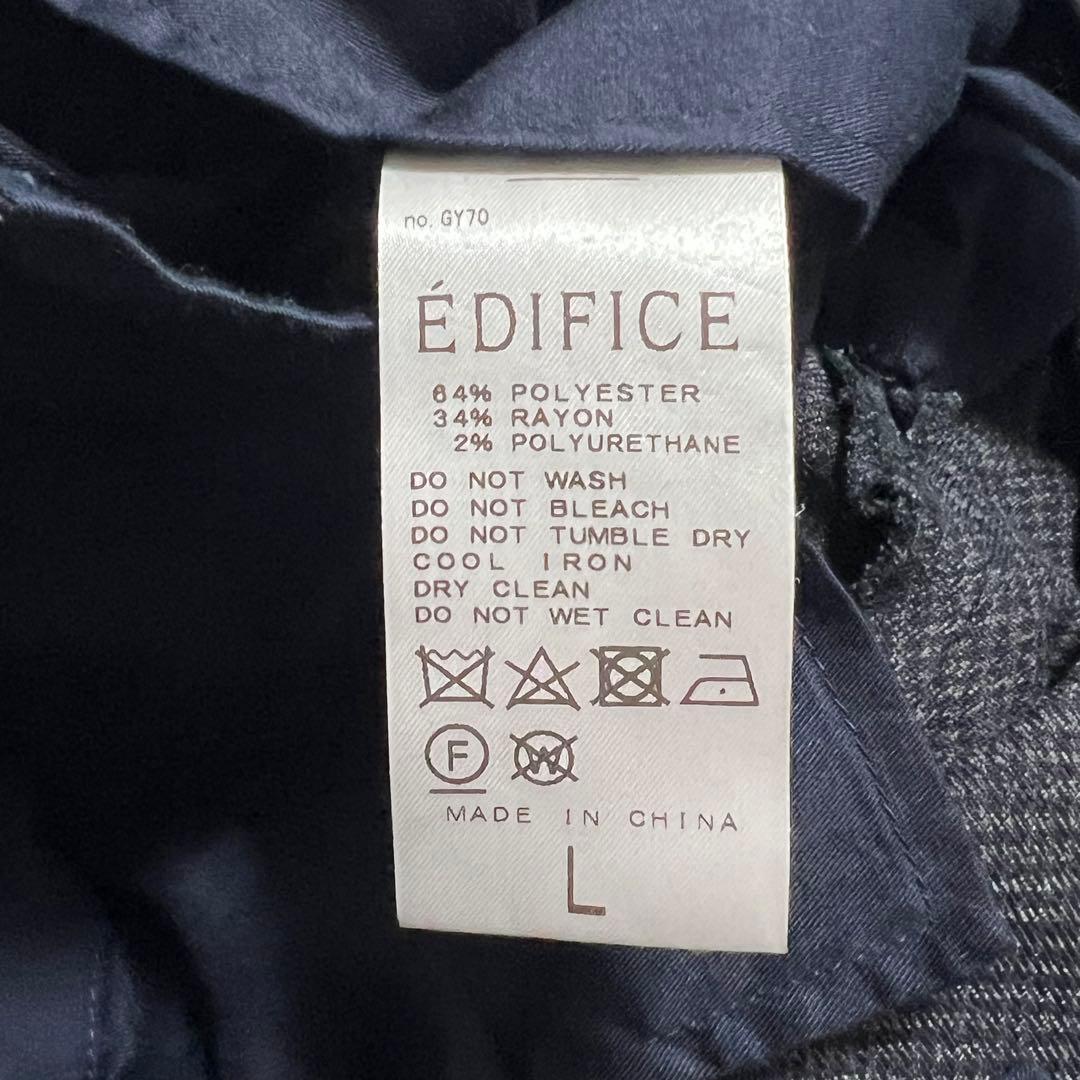 no. GY70
ÉDIFICE
64% POLYESTER
34% RAYON
2% POLYURETHANE
DO NOT WASH
DO NOT BLEACH
DO NOT TUMBLE DRY
COOL IRON
DRY CLEAN
DO NOT WET CLEAN
F W
MADE IN CHINA
L